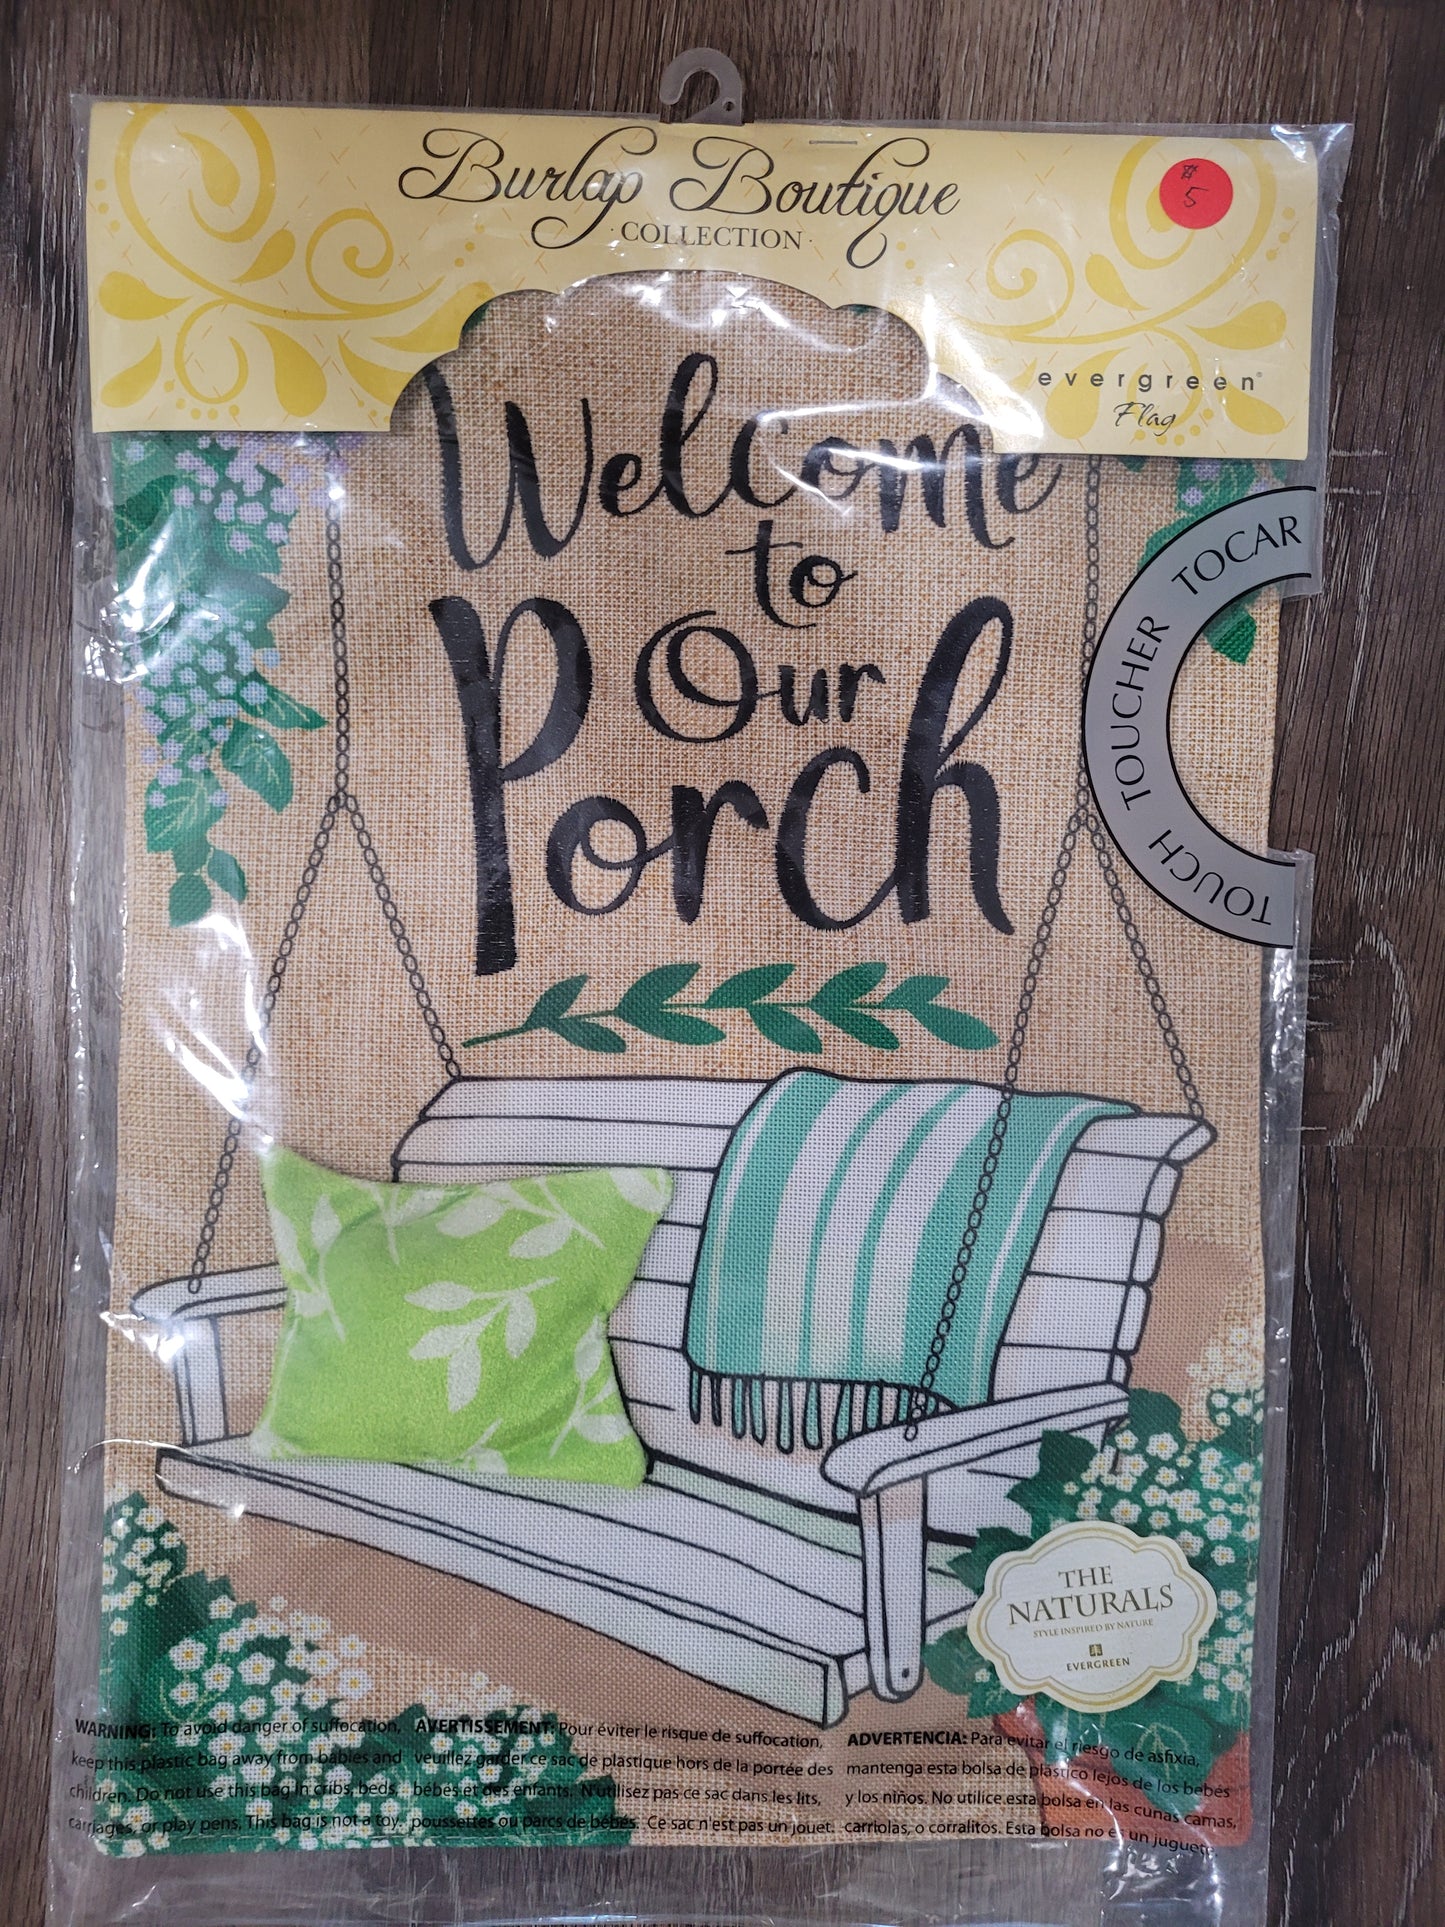 Burlap Boutique
· COLLECTION ·
$
5
evergreen®
Flag
Welcome
to
Our
Porch
TOCAR
TOUCHER
TOUCH
THE
NATURALS
STYLE INSPIRED BY NATURE
EVERGREEN
WARNING: To avoid danger of suffocation,
keep this plastic bag away from babies and
children. Do not use this bag in cribs, beds,
carriages, or play pens. This bag is not a toy.
AVERTISSEMENT: Pour éviter le risque de suffocation,
veuillez garder ce sac de plastique hors de la portée des
bébés et des enfants. N'utilisez pas ce sac dans les lits,
poussettes ou parcs de bébés. Ce sac n'est pas un jouet.
ADVERTENCIA: Para evitar el riesgo de asfixia,
mantenga esta bolsa de plástico lejos de los bebés
y los niños. No utilice esta bolsa en las cunas camas,
carriolas, o corralitos. Esta bolsa no es un juguete.